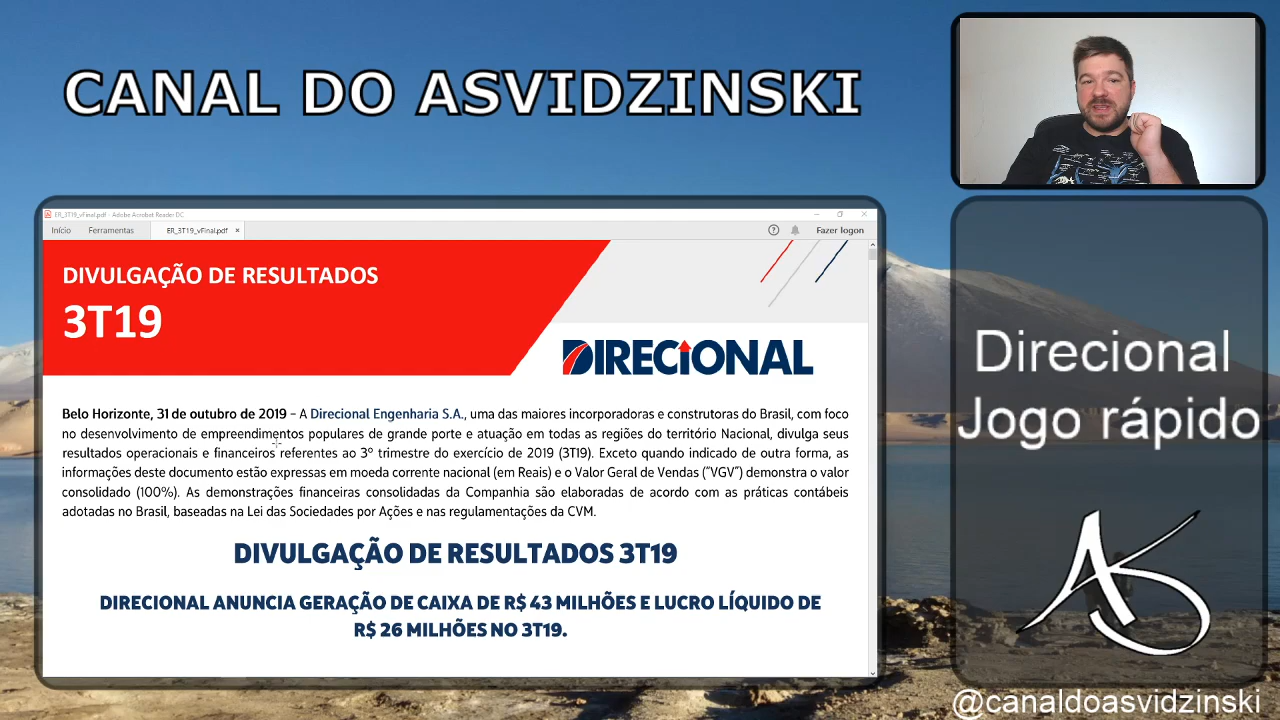 CANAL DO ASVIDZINSKI
ER_3T19_vFinal.pdf - Adobe Acrobat Reader DC
Início Ferramentas ER_3T19_vFinal.pdf × Fazer logon
DIVULGAÇÃO DE RESULTADOS
3T19
DIRECIONAL
Belo Horizonte, 31 de outubro de 2019 – A Direcional Engenharia S.A., uma das maiores incorporadoras e construtoras do Brasil, com foco
no desenvolvimento de empreendimentos populares de grande porte e atuação em todas as regiões do território Nacional, divulga seus
resultados operacionais e financeiros referentes ao 3º trimestre do exercício de 2019 (3T19). Exceto quando indicado de outra forma, as
informações deste documento estão expressas em moeda corrente nacional (em Reais) e o Valor Geral de Vendas (“VGV”) demonstra o valor
consolidado (100%). As demonstrações financeiras consolidadas da Companhia são elaboradas de acordo com as práticas contábeis
adotadas no Brasil, baseadas na Lei das Sociedades por Ações e nas regulamentações da CVM.
DIVULGAÇÃO DE RESULTADOS 3T19
DIRECIONAL ANUNCIA GERAÇÃO DE CAIXA DE R$ 43 MILHÕES E LUCRO LÍQUIDO DE
R$ 26 MILHÕES NO 3T19.
Direcional
Jogo rápido
@canaldoasvidzinski